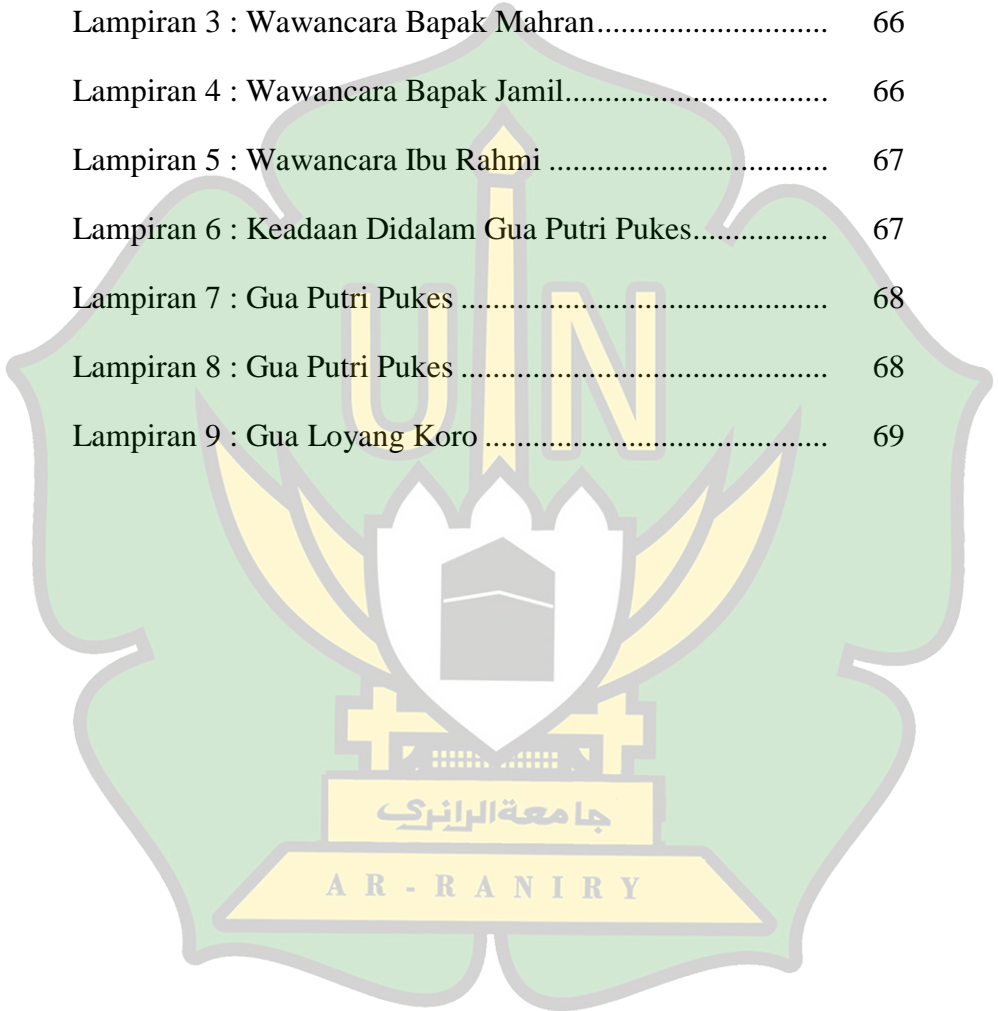 Lampiran 3 : Wawancara Bapak Mahran........................... 66
Lampiran 4 : Wawancara Bapak Jamil............................... 66
Lampiran 5 : Wawancara Ibu Rahmi ................................. 67
Lampiran 6 : Keadaan Didalam Gua Putri Pukes................ 67
Lampiran 7 : Gua Putri Pukes ............................................ 68
Lampiran 8 : Gua Putri Pukes ............................................ 68
Lampiran 9 : Gua Loyang Koro ......................................... 69
UIN
جامعة الرانري
AR-RANIRY